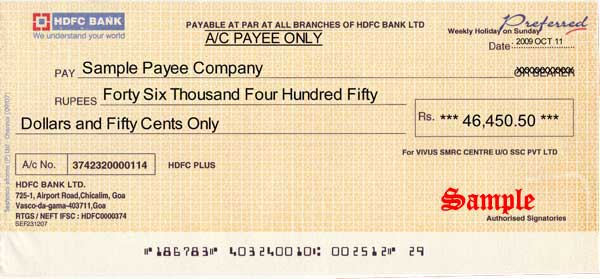 HDFC BANK
We understand your world
PAYABLE AT PAR AT ALL BRANCHES OF HDFC BANK LTD
A/C PAYEE ONLY
Preferred
Weekly Holiday on Sunday
Date 2009 OCT 11
PAY Sample Payee Company
OR BEARER
RUPEES Forty Six Thousand Four Hundred Fifty
Dollars and Fifty Cents Only
Rs. *** 46,450.50 ***
A/c No. 3742320000114 HDFC PLUS
For VIVUS SMRC CENTRE U/O SSC PVT LTD
HDFC BANK LTD.
725-1, Airport Road,Chicalim, Goa
Vasco-da-gama-403711,Goa
RTGS / NEFT IFSC : HDFC0000374
SEF231207
Sample
Authorised Signatories
⑈186783⑈ 403240010⑆ 002512⑈ 29